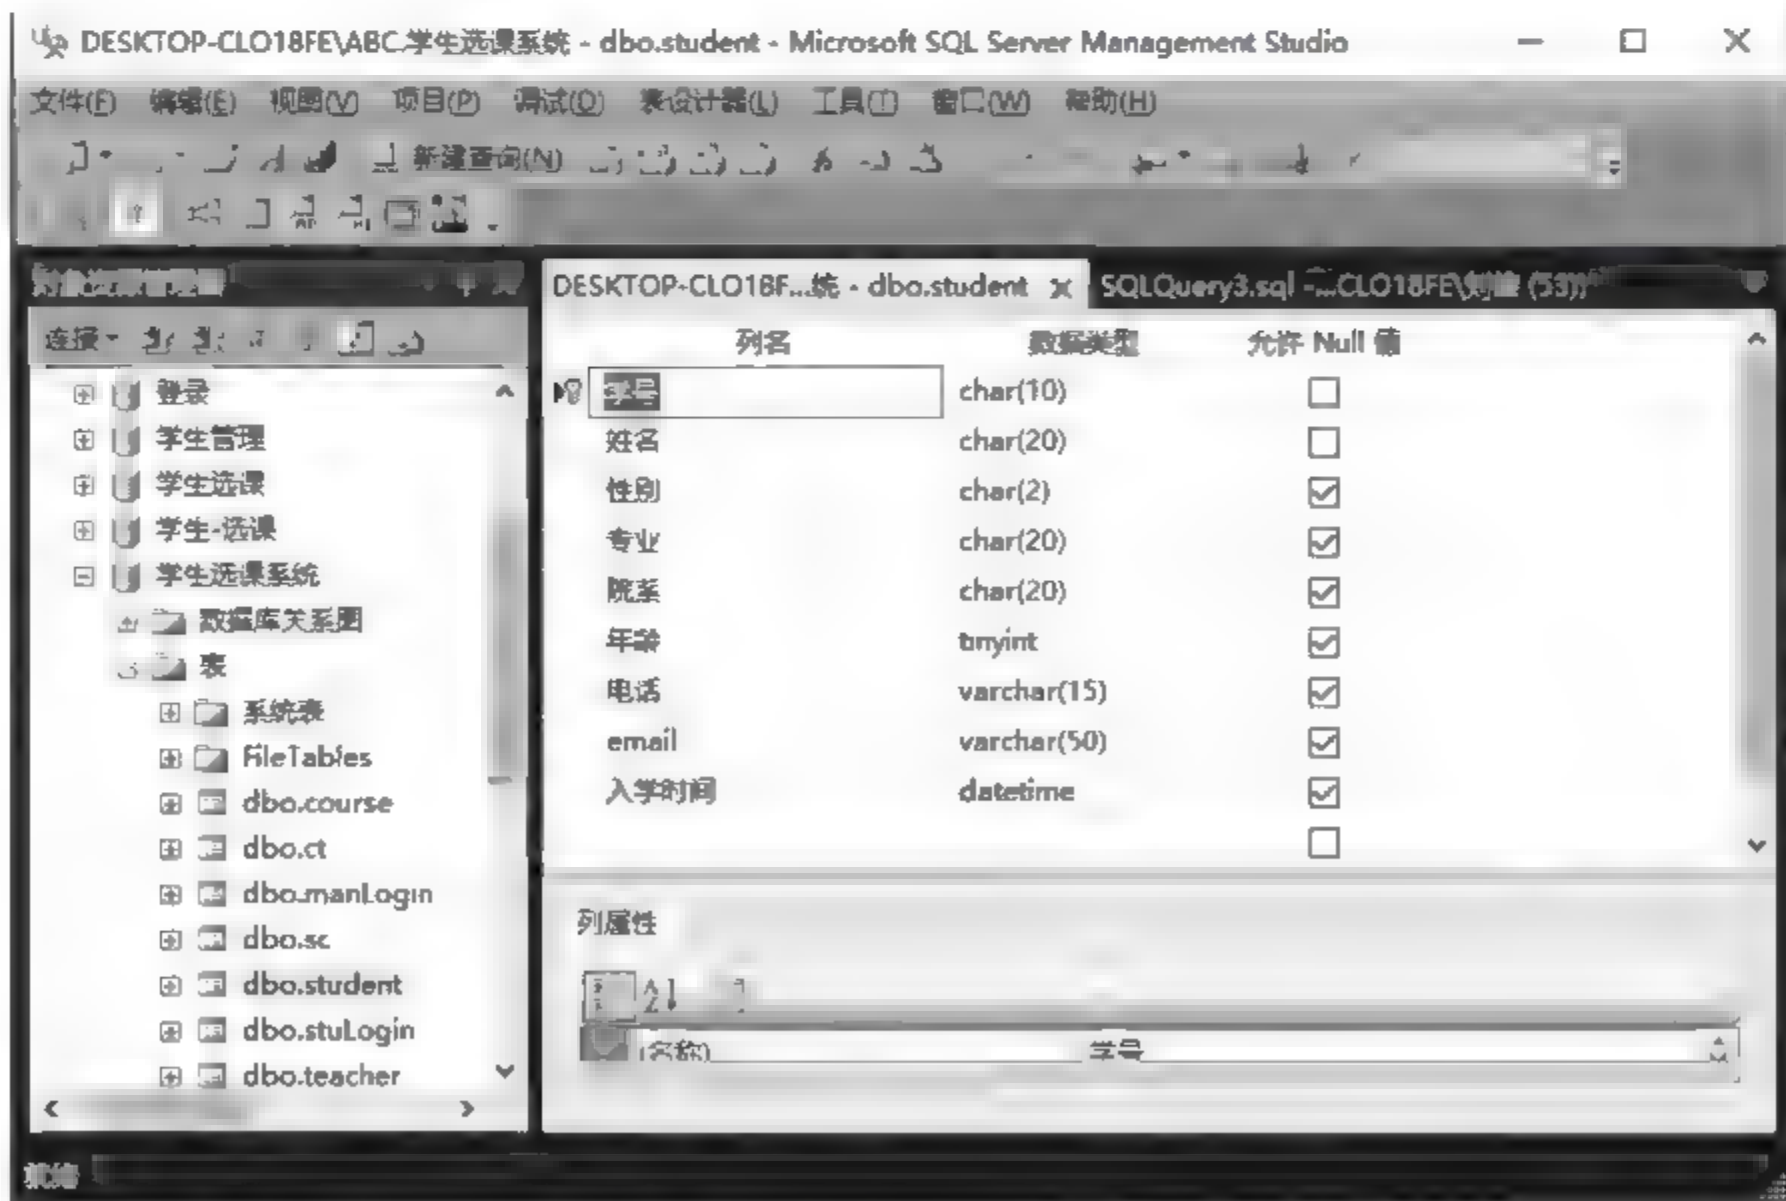 DESKTOP-CLO18FE\ABC.学生选课系统 - dbo.student - Microsoft SQL Server Management Studio
文件(F) 编辑(E) 视图(V) 项目(P) 调试(D) 表设计器(L) 工具(T) 窗口(W) 帮助(H)
新建查询(N)
DESKTOP-CLO18F...统 - dbo.student SQLQuery3.sql - ...CLO18FE\ (53))
连接
列名 数据类型 允许 Null 值
登录
学生管理
学生选课
学生-选课
学生选课系统
数据库关系图
表
系统表
FileTables
dbo.course
dbo.ct
dbo.manLogin
dbo.sc
dbo.student
dbo.stuLogin
dbo.teacher
学号 char(10)
姓名 char(20)
性别 char(2)
专业 char(20)
院系 char(20)
年龄 tinyint
电话 varchar(15)
email varchar(50)
入学时间 datetime
列属性
(名称) 学号
就绪